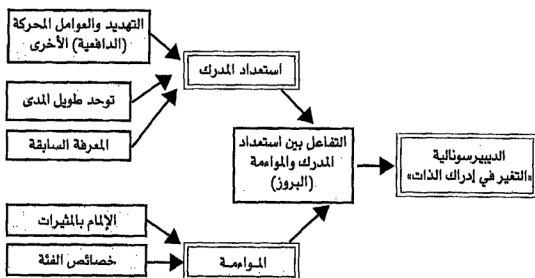 التهديد والعوامل المحركة
(الدافعية) الأخرى
توحد طويل المدى
المعرفة السابقة
استعداد المدرك
التفاعل بين استعداد
المدرك والمواءمة
(البروز)
الديبيرسونالية
«التغير في إدراك الذات»
الإلمام بالمثيرات
خصائص الفئة
المواءمة